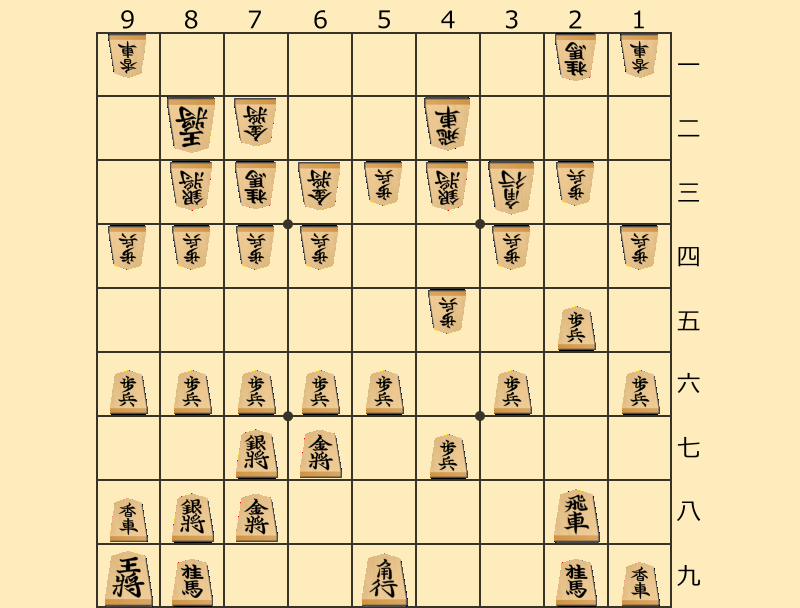 9 8 7 6 5 4 3 2 1
香車 桂馬 香車 一
王将 金将 飛車 二
銀将 桂馬 金将 歩兵 銀将 角行 歩兵 三
歩兵 歩兵 歩兵 歩兵 歩兵 歩兵 四
歩兵 歩兵 五
歩兵 歩兵 歩兵 歩兵 歩兵 歩兵 歩兵 六
銀将 金将 歩兵 七
香車 銀将 金将 飛車 八
王将 桂馬 角行 桂馬 香車 九